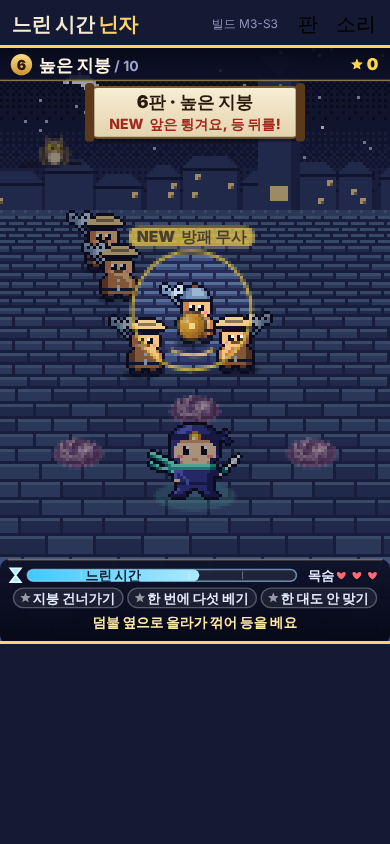 느린 시간 닌자 빌드 M3-S3 판 소리
6 높은 지붕 / 10 ★ 0
6판 · 높은 지붕
NEW 앞은 튕겨요, 등 뒤를!
NEW 방패 무사
느린 시간 목숨
★지붕 건너가기 ★한 번에 다섯 베기 ★한 대도 안 맞기
덤불 옆으로 올라가 꺾어 등을 베요